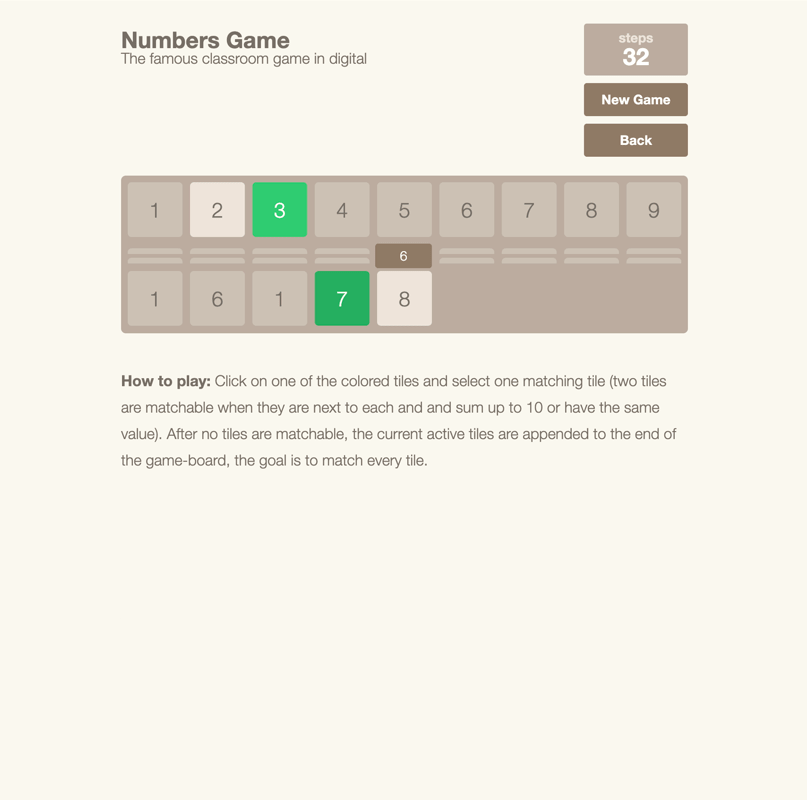 Numbers Game
The famous classroom game in digital
steps
32
New Game
Back
1 2 3 4 5 6 7 8 9
6
1 6 1 7 8
How to play: Click on one of the colored tiles and select one matching tile (two tiles
are matchable when they are next to each and and sum up to 10 or have the same
value). After no tiles are matchable, the current active tiles are appended to the end of
the game-board, the goal is to match every tile.